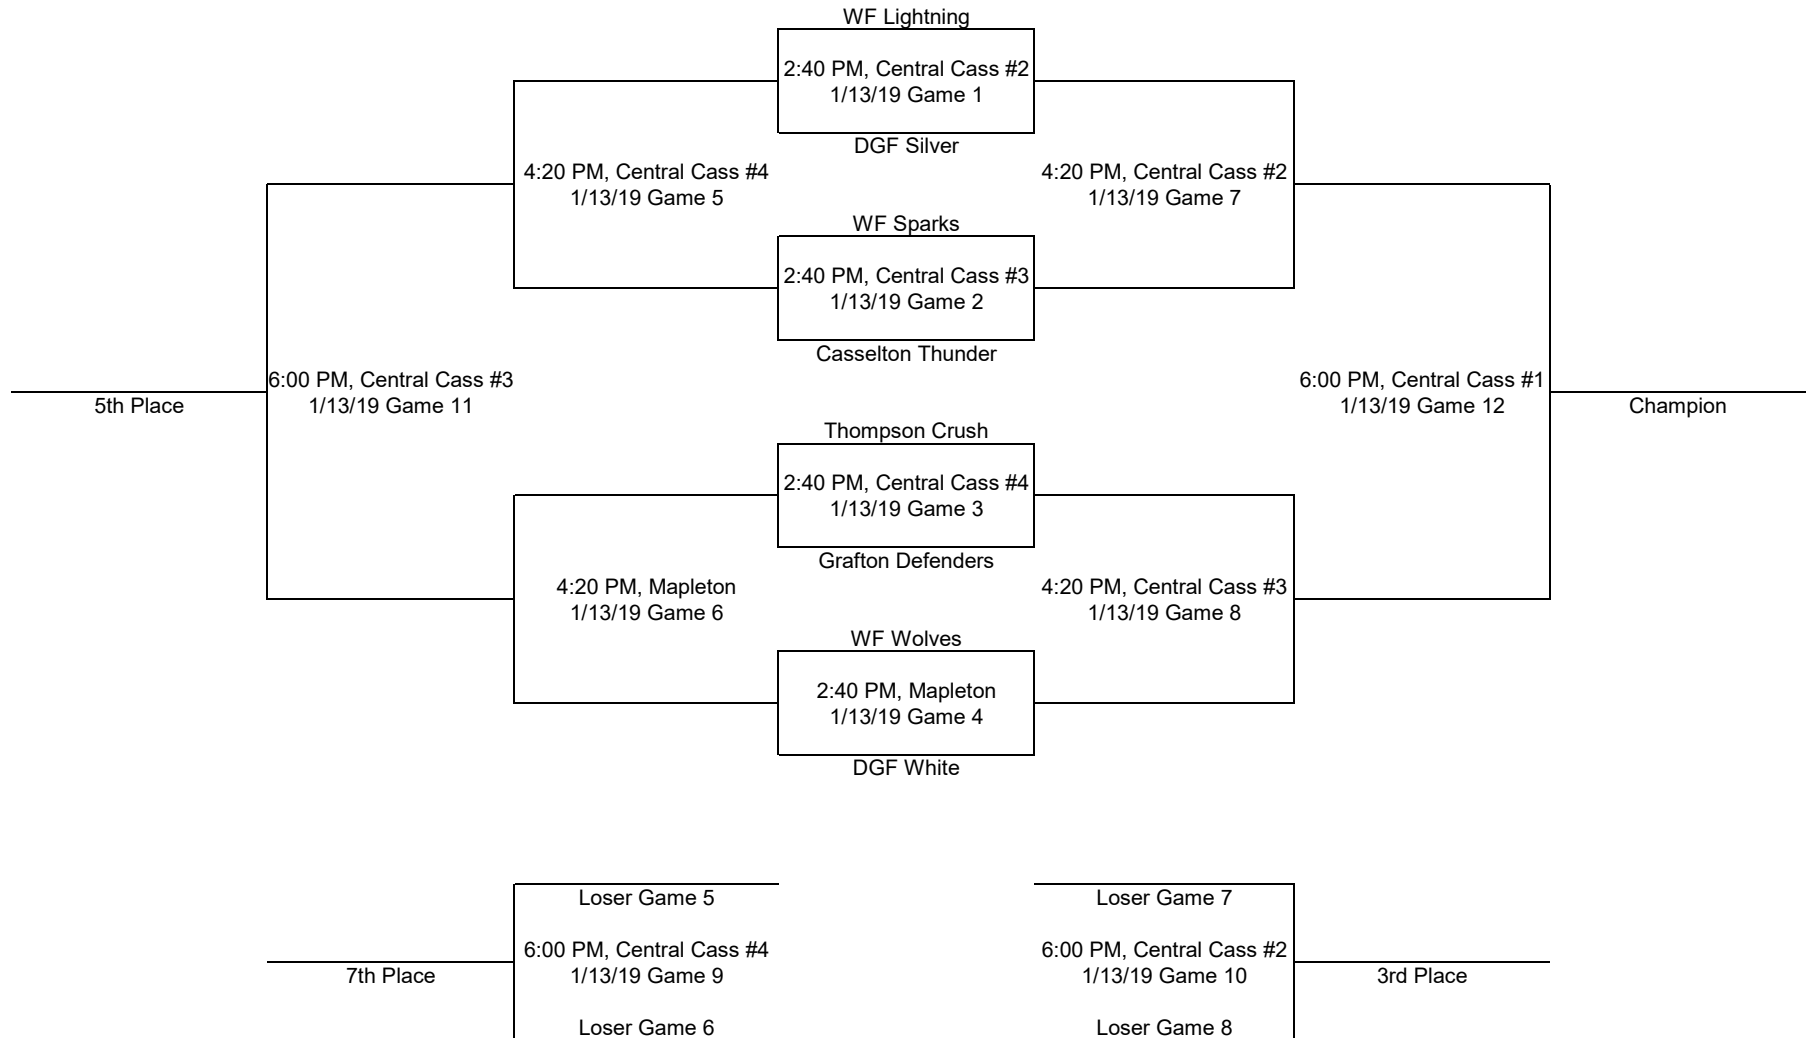 WF Lightning
2:40 PM, Central Cass #2
1/13/19 Game 1
DGF Silver
4:20 PM, Central Cass #4
1/13/19 Game 5
4:20 PM, Central Cass #2
1/13/19 Game 7
WF Sparks
2:40 PM, Central Cass #3
1/13/19 Game 2
Casselton Thunder
6:00 PM, Central Cass #3
1/13/19 Game 11
5th Place
6:00 PM, Central Cass #1
1/13/19 Game 12
Champion
Thompson Crush
2:40 PM, Central Cass #4
1/13/19 Game 3
Grafton Defenders
4:20 PM, Mapleton
1/13/19 Game 6
4:20 PM, Central Cass #3
1/13/19 Game 8
WF Wolves
2:40 PM, Mapleton
1/13/19 Game 4
DGF White
Loser Game 5
Loser Game 7
6:00 PM, Central Cass #4
1/13/19 Game 9
7th Place
6:00 PM, Central Cass #2
1/13/19 Game 10
3rd Place
Loser Game 6
Loser Game 8